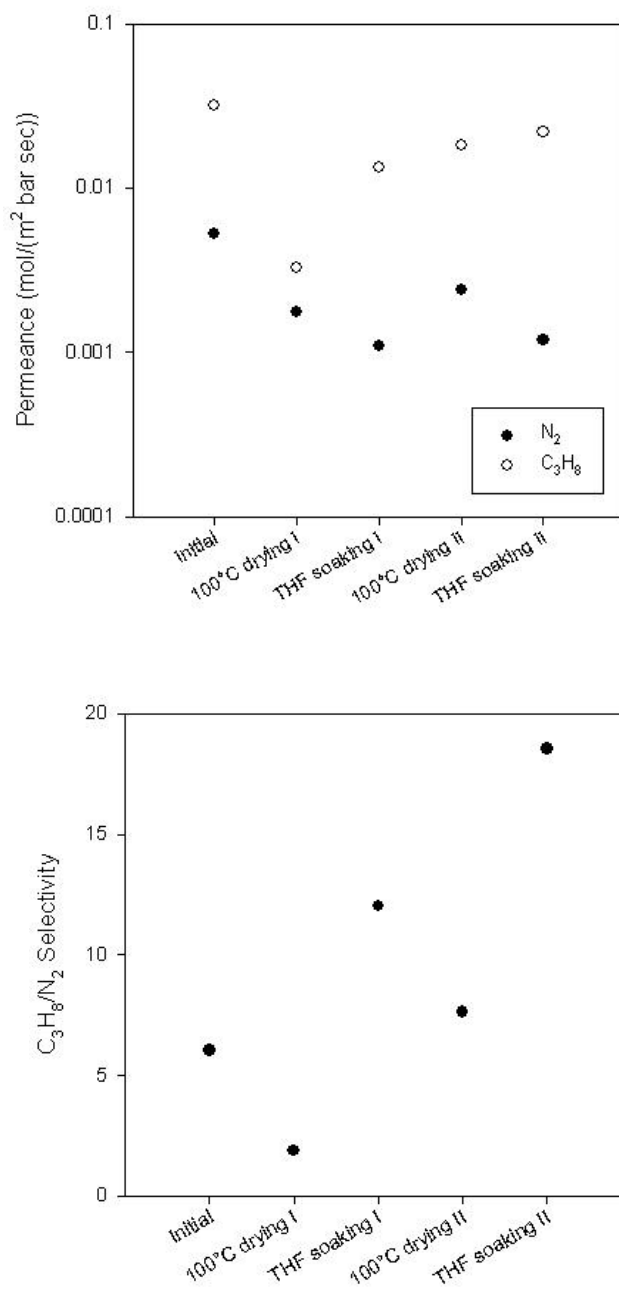 0.1
0.01
0.001
0.0001
Permeance (mol/(m² bar sec))
N₂
C₃H₈
Initial
100°C drying I
THF soaking I
100°C drying II
THF soaking II
20
15
10
5
0
C₃H₈/N₂ Selectivity
Initial
100°C drying I
THF soaking I
100°C drying II
THF soaking II